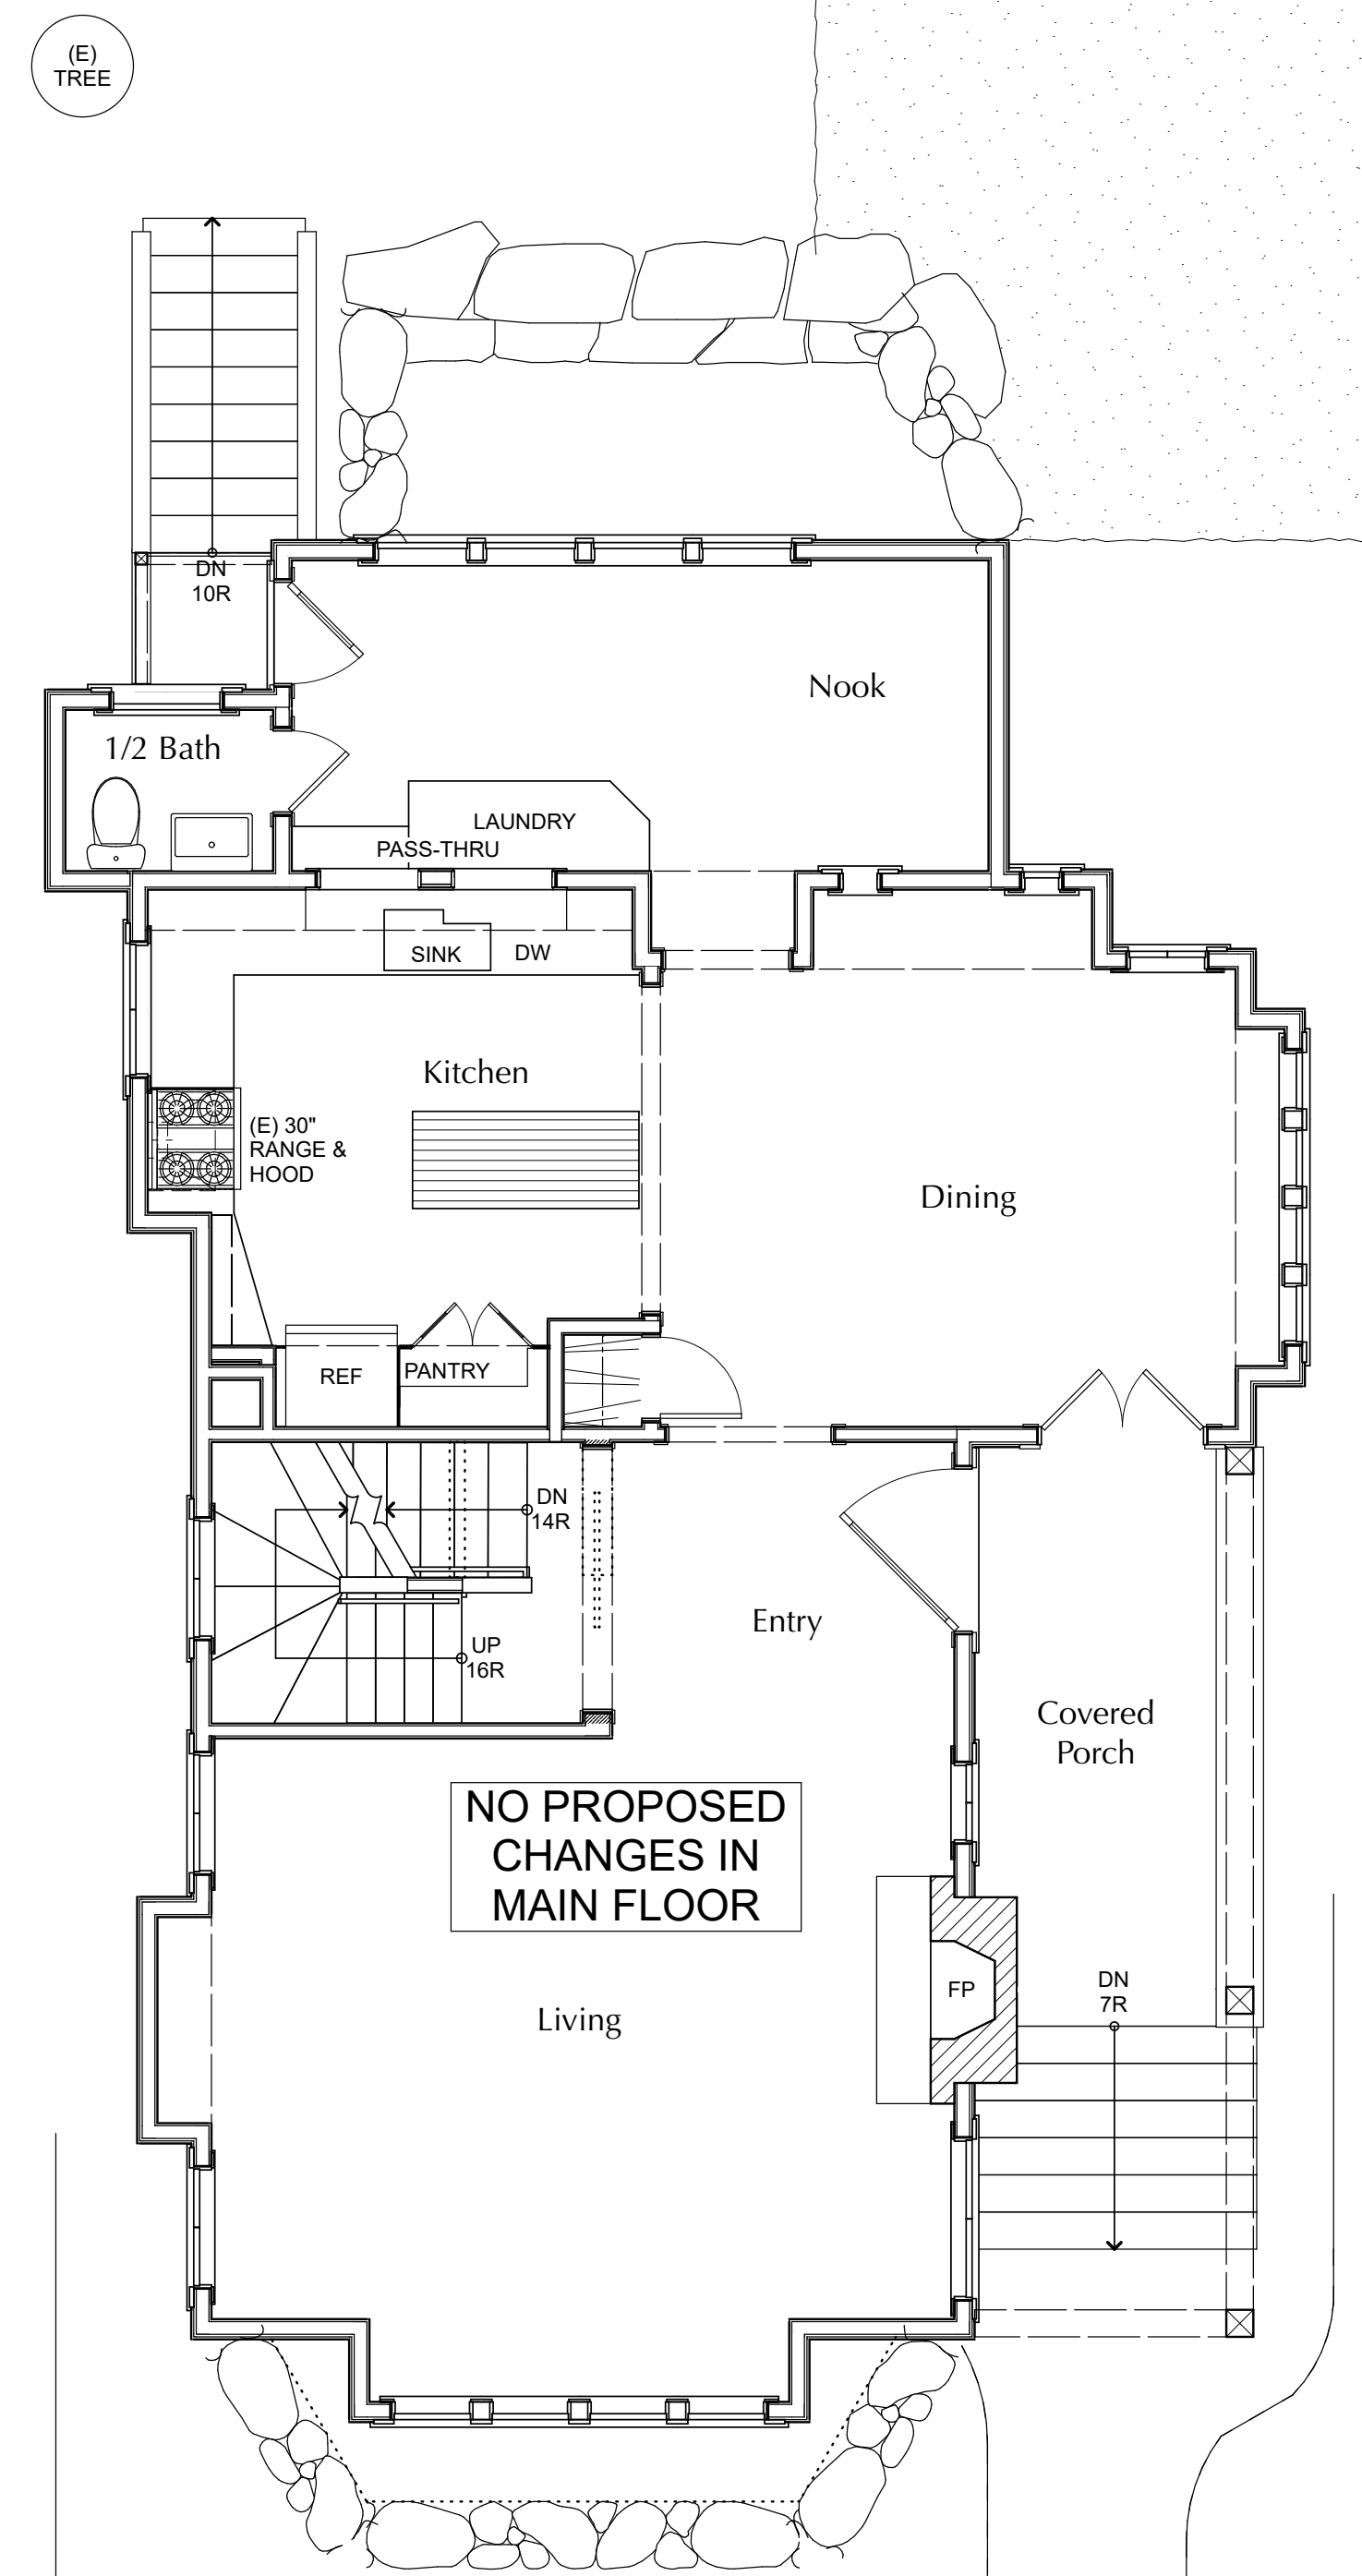 (E)
TREE
DN
10R
Nook
1/2 Bath
LAUNDRY
PASS-THRU
SINK
DW
Kitchen
(E) 30"
RANGE &
HOOD
Dining
REF
PANTRY
DN
14R
Entry
UP
16R
Covered
Porch
NO PROPOSED
CHANGES IN
MAIN FLOOR
FP
DN
7R
Living